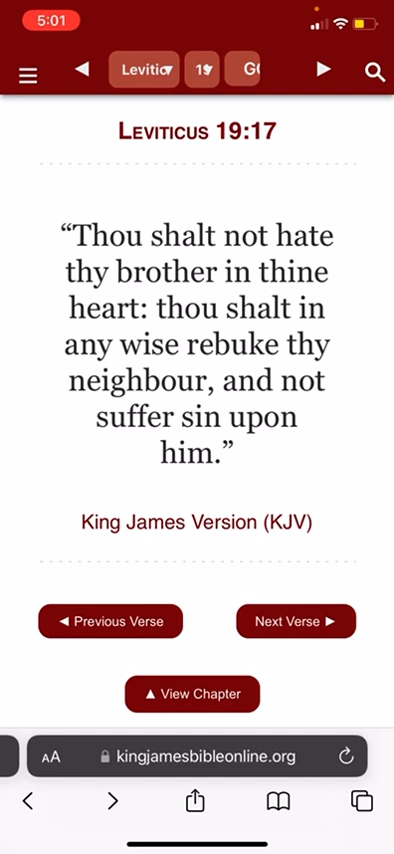 5:01
Levitic 19 GO
LEVITICUS 19:17
“Thou shalt not hate
thy brother in thine
heart: thou shalt in
any wise rebuke thy
neighbour, and not
suffer sin upon
him.”
King James Version (KJV)
◄ Previous Verse Next Verse ►
▲ View Chapter
AA kingjamesbibleonline.org